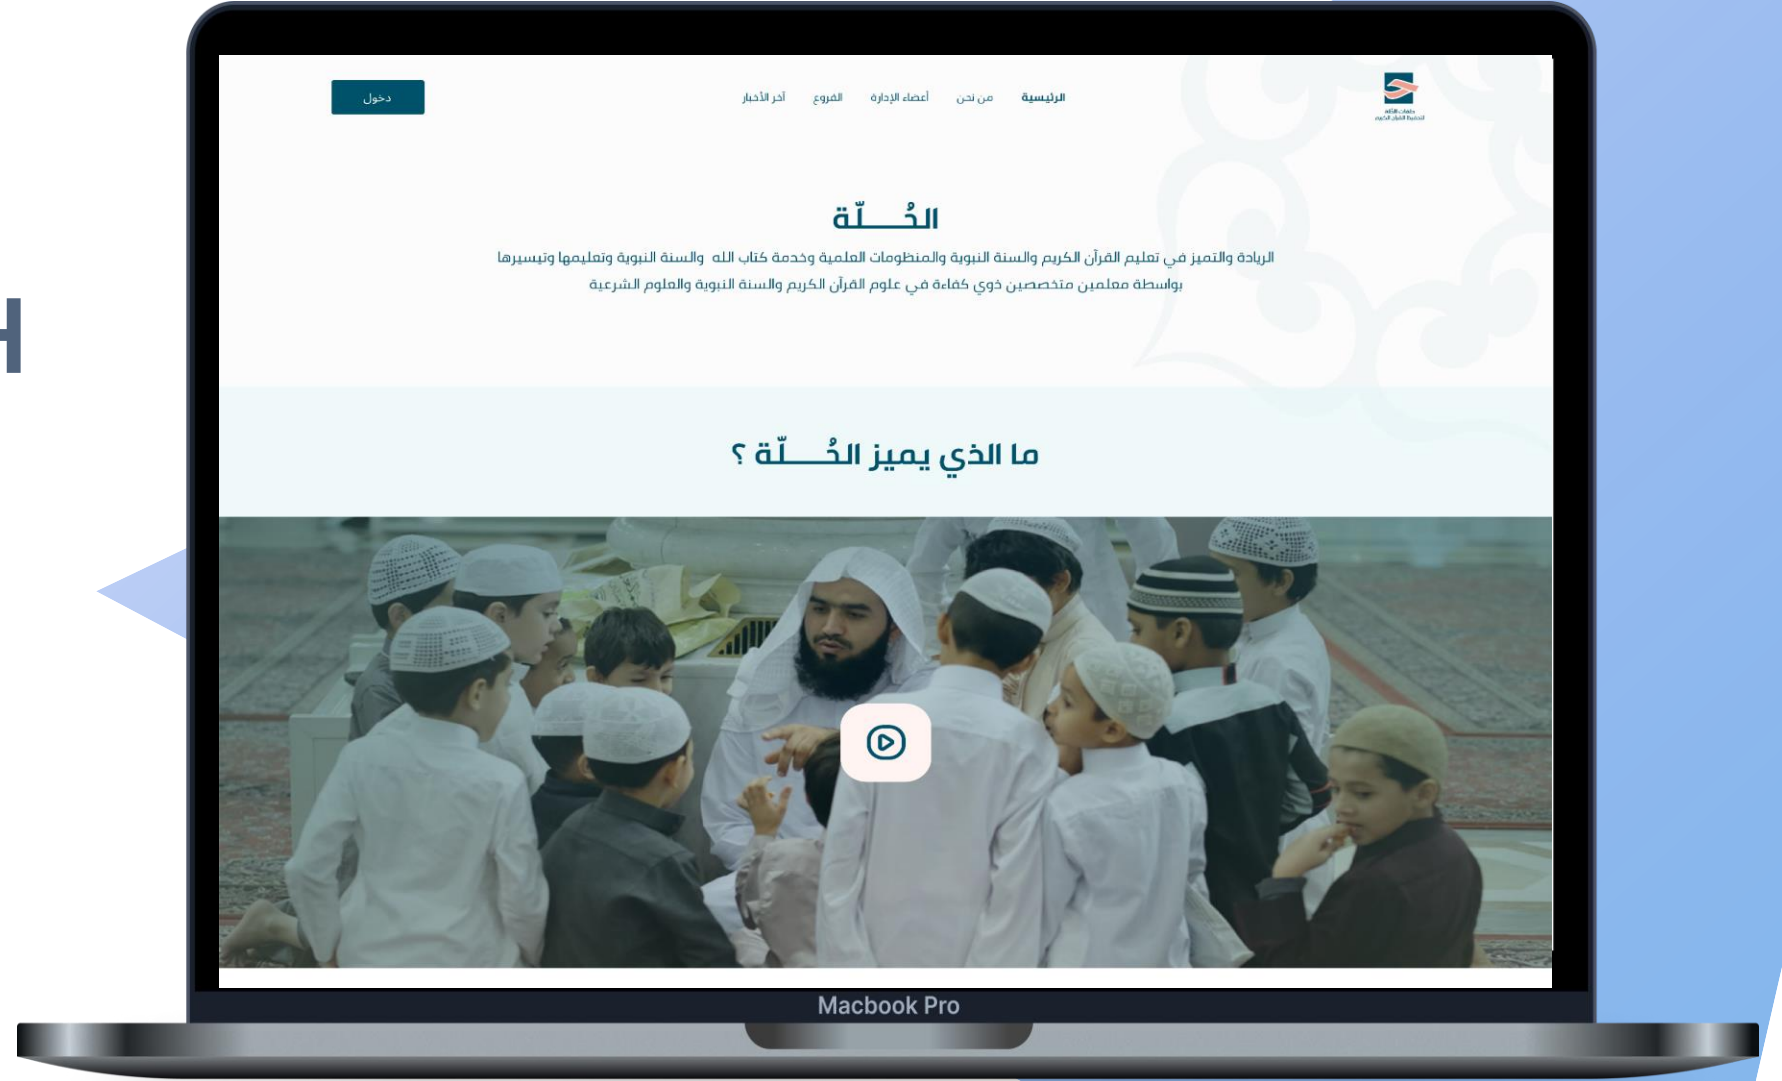 الرئيسية من نحن أعضاء الإدارة الفروع آخر الأخبار
دخول
الحُـــــلّة
الريادة والتميز في تعليم القرآن الكريم والسنة النبوية والمنظومات العلمية وخدمة كتاب الله والسنة النبوية وتعليمها وتيسيرها
بواسطة معلمين متخصصين ذوي كفاءة في علوم القرآن الكريم والسنة النبوية والعلوم الشرعية
ما الذي يميز الحُـــــلّة ؟
H
Macbook Pro